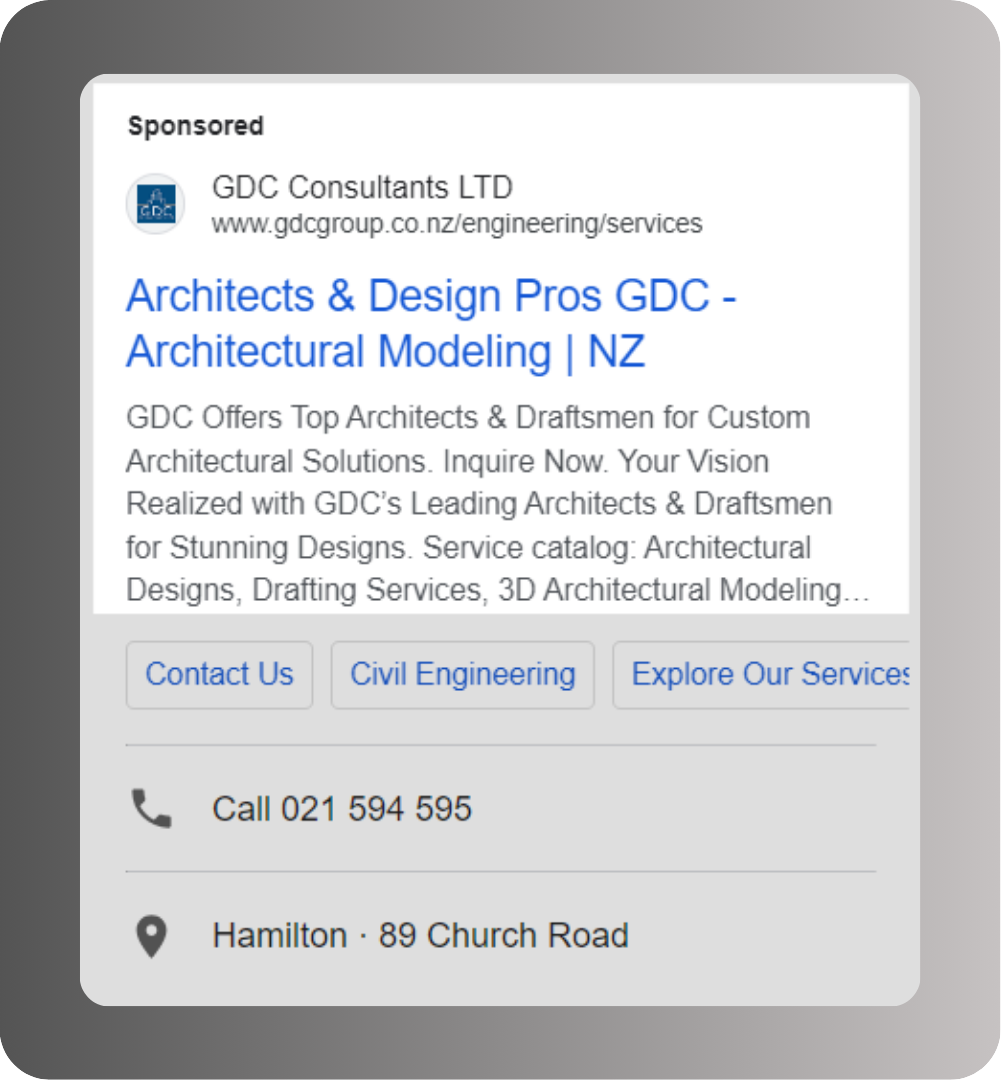 Sponsored
GDC
GDC Consultants LTD
www.gdcgroup.co.nz/engineering/services
Architects & Design Pros GDC -
Architectural Modeling | NZ
GDC Offers Top Architects & Draftsmen for Custom
Architectural Solutions. Inquire Now. Your Vision
Realized with GDC’s Leading Architects & Draftsmen
for Stunning Designs. Service catalog: Architectural
Designs, Drafting Services, 3D Architectural Modeling...
Contact Us
Civil Engineering
Explore Our Services
Call 021 594 595
Hamilton · 89 Church Road